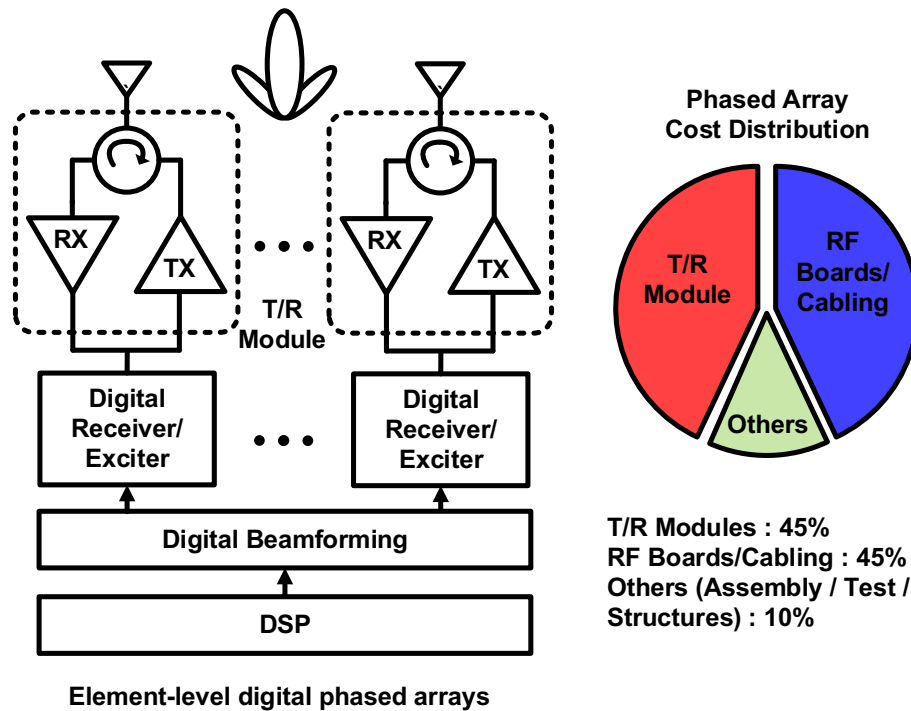 RX
TX
RX
TX
T/R
Module
Digital
Receiver/
Exciter
Digital
Receiver/
Exciter
Digital Beamforming
DSP
Element-level digital phased arrays
Phased Array
Cost Distribution
T/R
Module
RF
Boards/
Cabling
Others
T/R Modules : 45%
RF Boards/Cabling : 45%
Others (Assembly / Test /
Structures) : 10%